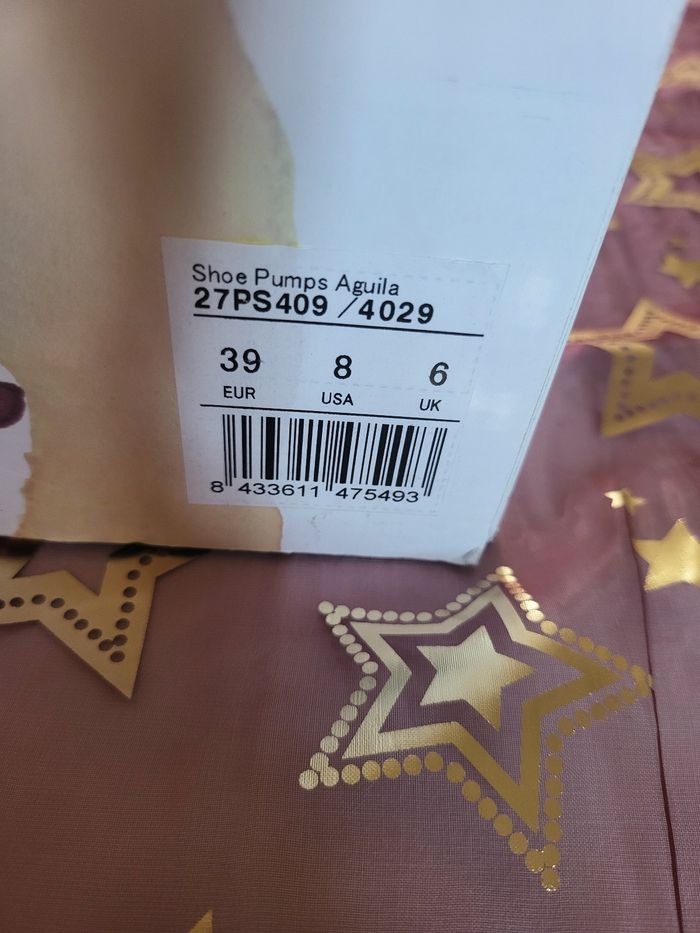 Shoe Pumps Aguila
27PS409 /4029
39 8 6
EUR USA UK
8 433611 475493